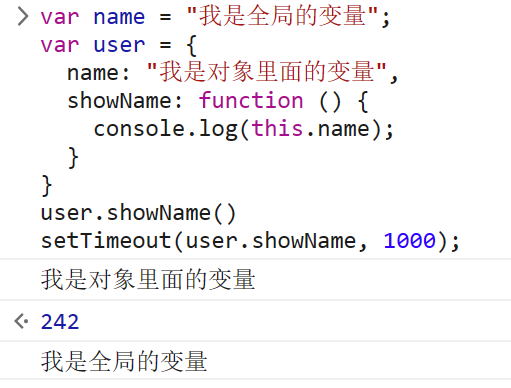 var name = "我是全局的变量";
var user = {
  name: "我是对象里面的变量",
  showName: function () {
    console.log(this.name);
  }
}
user.showName()
setTimeout(user.showName, 1000);
我是对象里面的变量
242
我是全局的变量